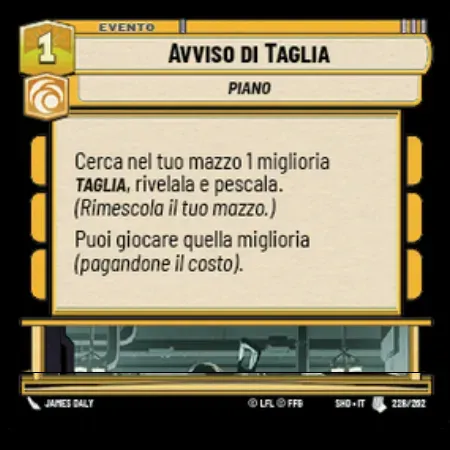 EVENTO
1
AVVISO DI TAGLIA
PIANO
Cerca nel tuo mazzo 1 miglioria
TAGLIA, rivelala e pescala.
(Rimescola il tuo mazzo.)
Puoi giocare quella miglioria
(pagandone il costo).
JAMES DALY
© LFL © FFG
SHD • IT
228/262